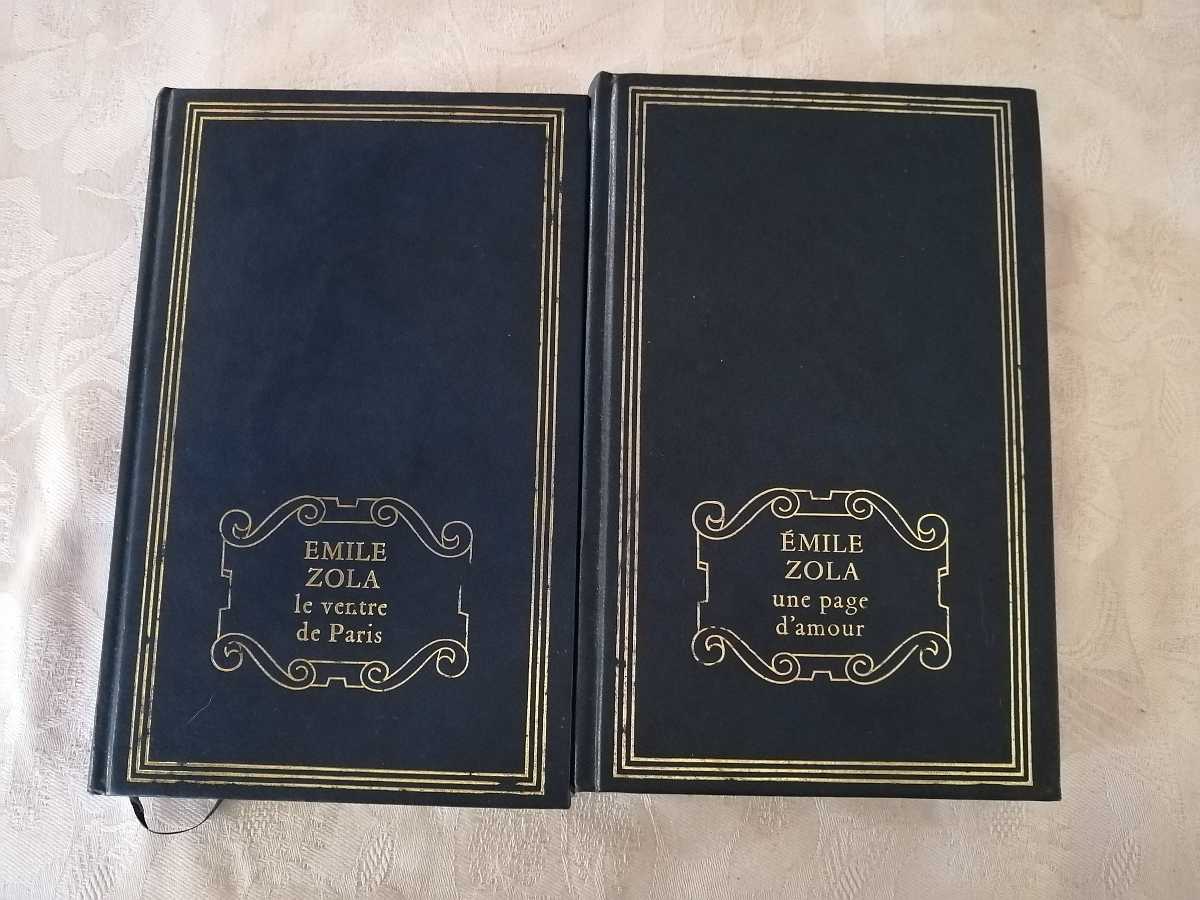 EMILE
ZOLA
le ventre
de Paris
ÉMILE
ZOLA
une page
d'amour